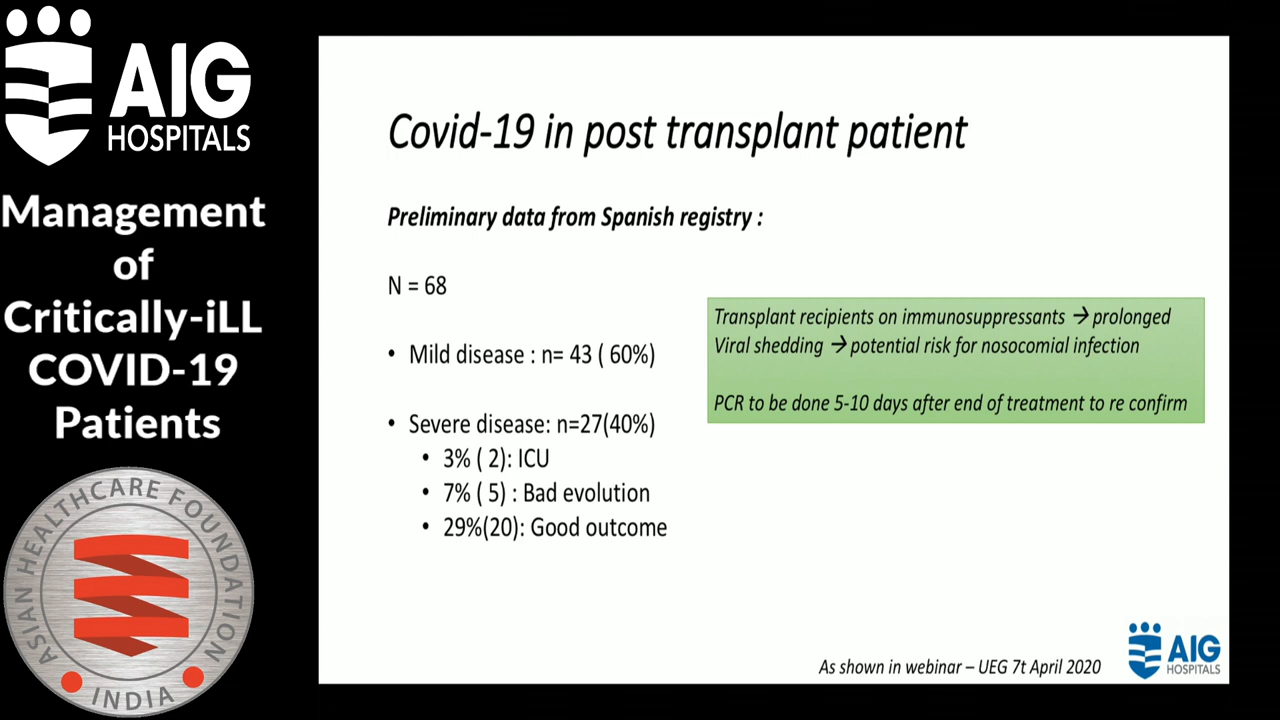 AIG
HOSPITALS
Management
of
Critically-iLL
COVID-19
Patients
ASIAN HEALTHCARE FOUNDATION
INDIA
Covid-19 in post transplant patient
Preliminary data from Spanish registry :
N = 68
• Mild disease : n= 43 ( 60%)
• Severe disease: n=27(40%)
• 3% ( 2): ICU
• 7% ( 5) : Bad evolution
• 29%(20): Good outcome
Transplant recipients on immunosuppressants → prolonged
Viral shedding → potential risk for nosocomial infection
PCR to be done 5-10 days after end of treatment to re confirm
As shown in webinar – UEG 7t April 2020
AIG
HOSPITALS